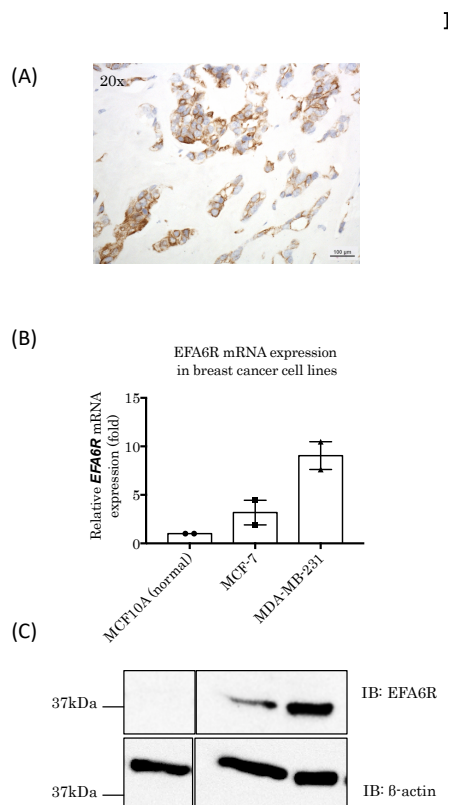 ]
(A)
20x
100 µm
(B)
EFA6R mRNA expression
in breast cancer cell lines
Relative EFA6R mRNA
expression (fold)
15
10
5
0
MCF10A (normal)
MCF-7
MDA-MB-231
(C)
37kDa
IB: EFA6R
37kDa
IB: ß-actin